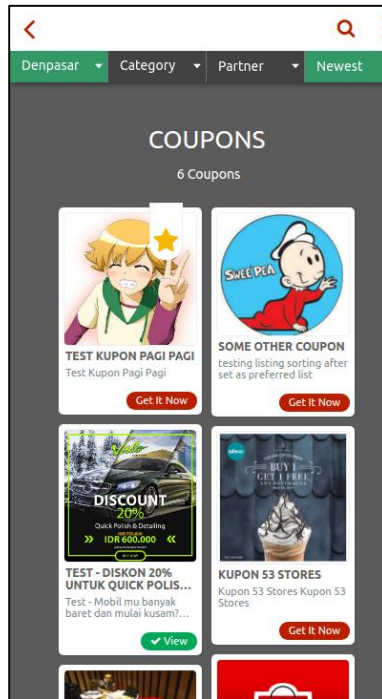 Denpasar
Category
Partner
Newest
COUPONS
6 Coupons
TEST KUPON PAGI PAGI
Test Kupon Pagi Pagi
Get It Now
SWEE' PEA
SOME OTHER COUPON
testing listing sorting after
set as preferred list
Get It Now
DISCOUNT
20%
Quick Polish & Detailing
IDR 600.000
TEST - DISKON 20%
UNTUK QUICK POLIS...
Test - Mobil mu banyak
baret dan mulai kusam?...
View
BUY 1
GET 1 FREE
KUPON 53 STORES
Kupon 53 Stores Kupon 53
Stores
Get It Now